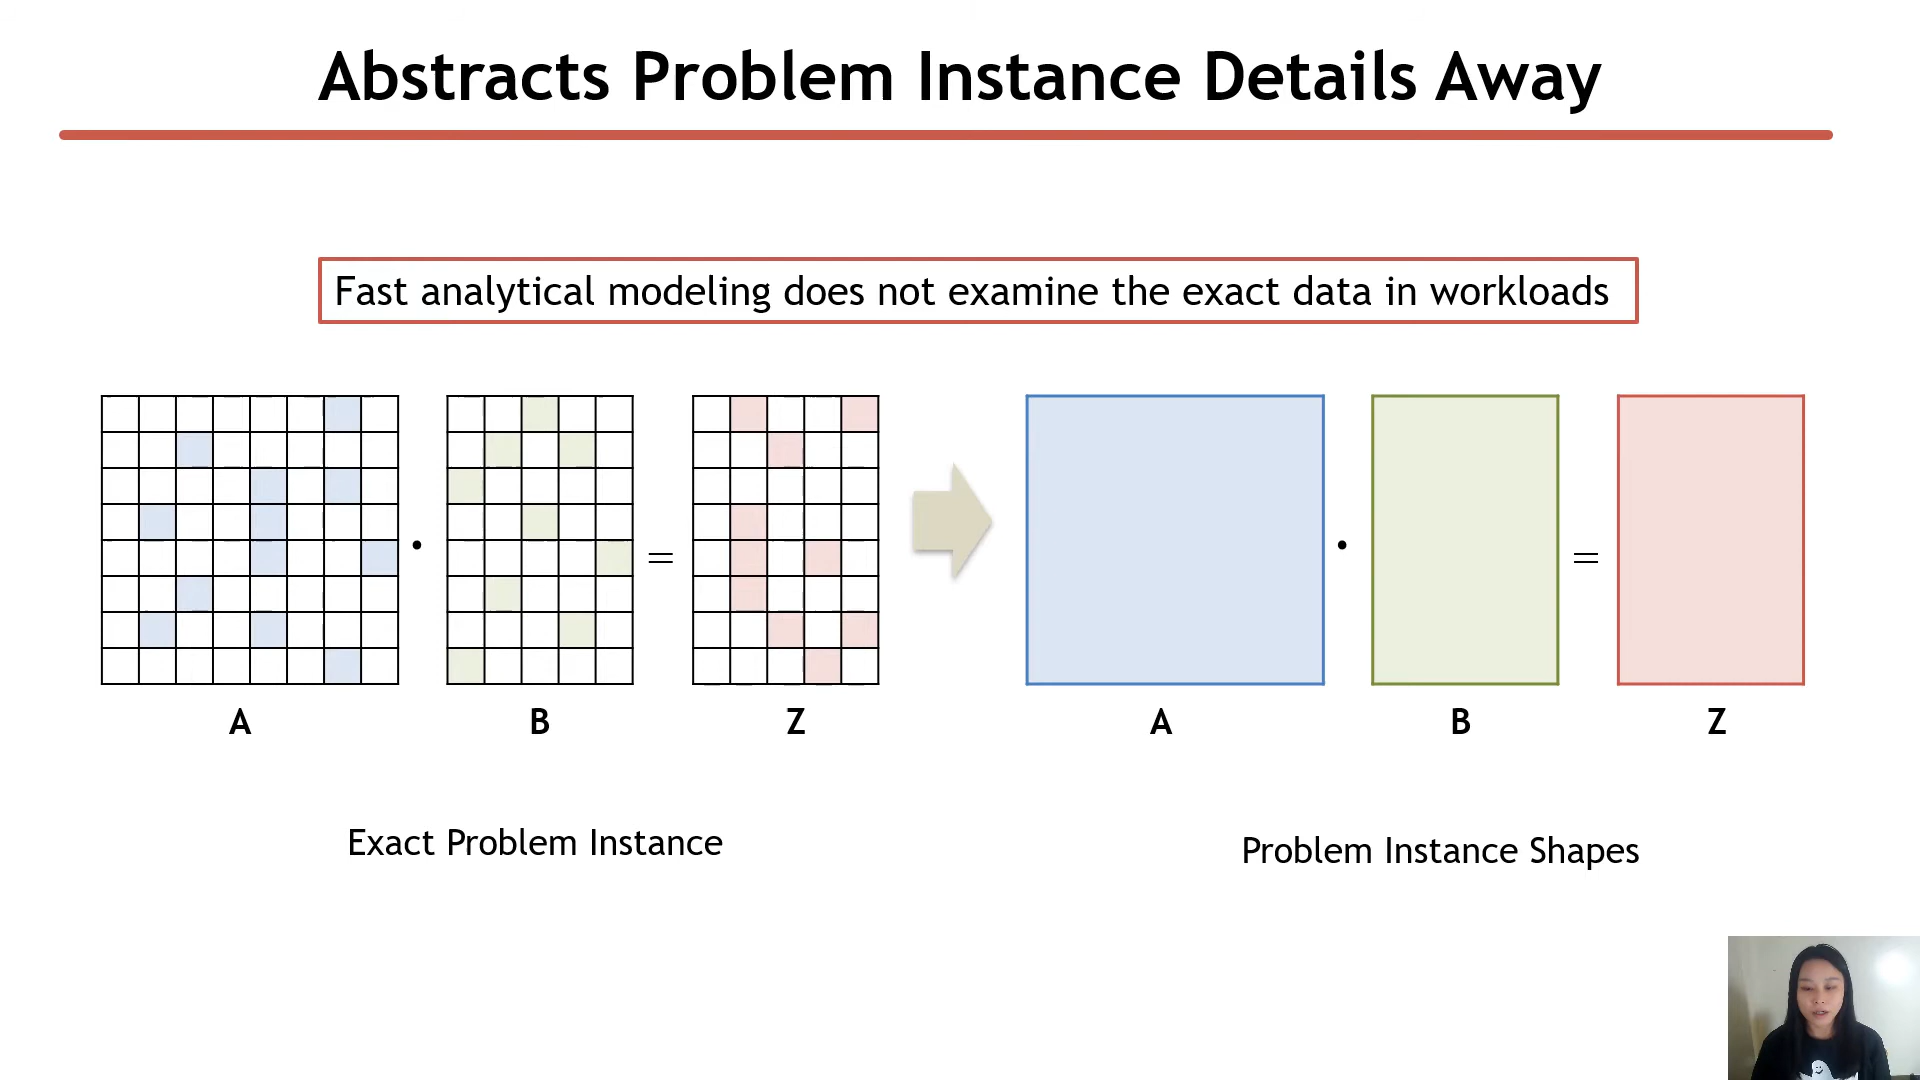 Abstracts Problem Instance Details Away
Fast analytical modeling does not examine the exact data in workloads
· = · =
A B Z A B Z
Exact Problem Instance
Problem Instance Shapes